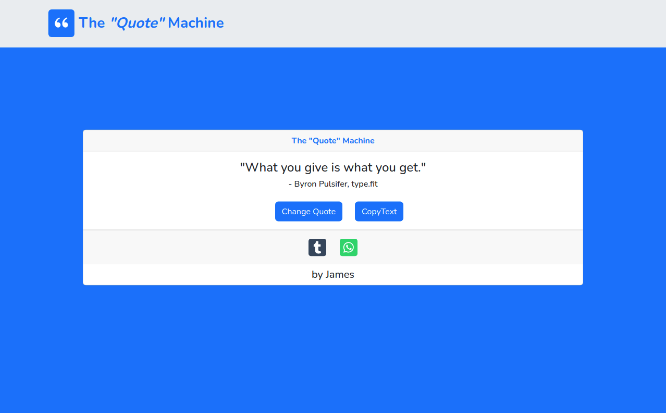 The "Quote" Machine
The "Quote" Machine
"What you give is what you get."
- Byron Pulsifer, type.fit
Change Quote CopyText
by James